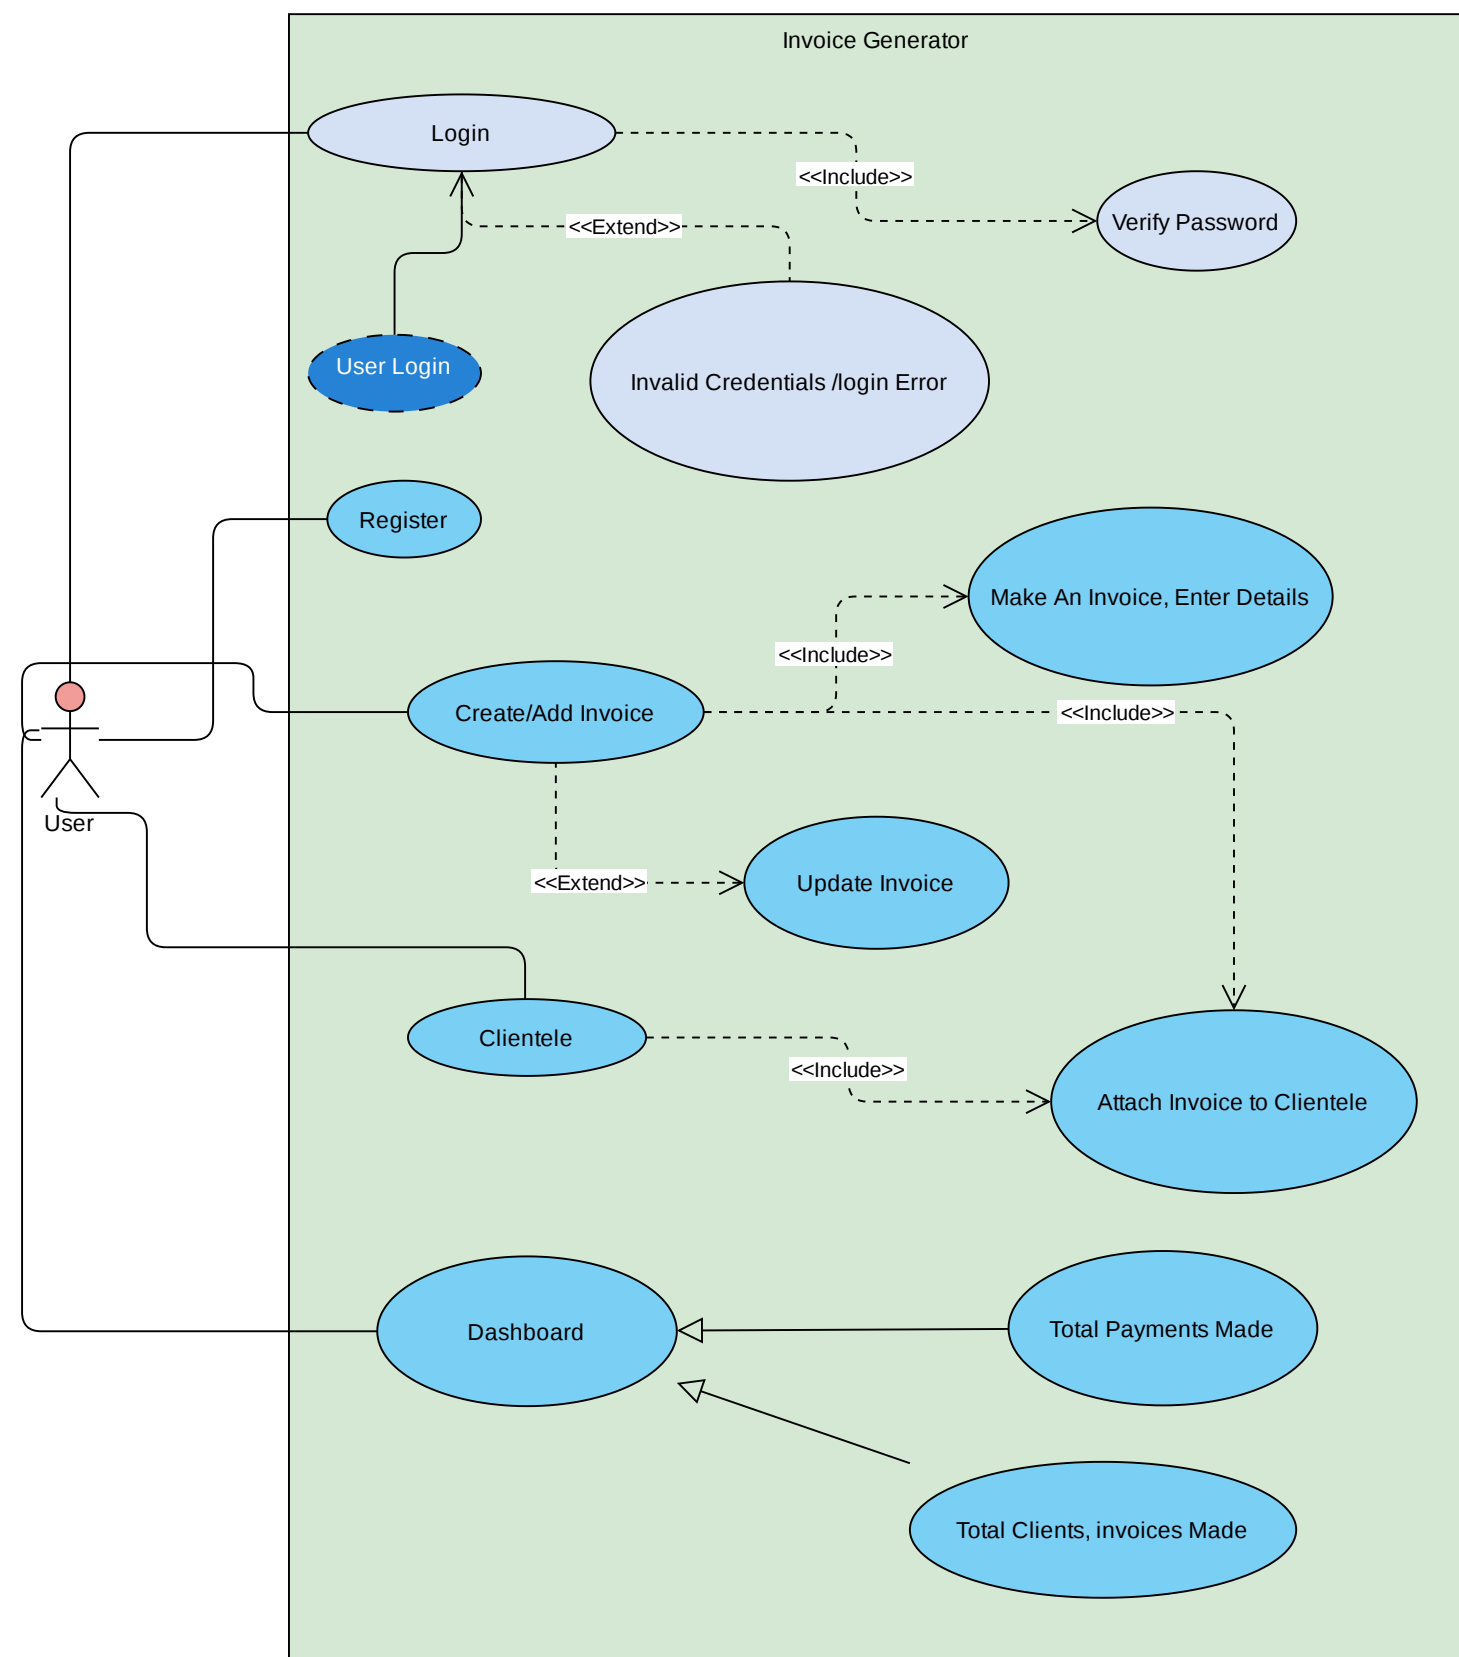 Invoice Generator
Login
<<Include>>
Verify Password
<<Extend>>
User Login
Invalid Credentials /login Error
Register
Make An Invoice, Enter Details
<<Include>>
Create/Add Invoice
<<Include>>
User
<<Extend>>
Update Invoice
Clientele
<<Include>>
Attach Invoice to Clientele
Dashboard
Total Payments Made
Total Clients, invoices Made